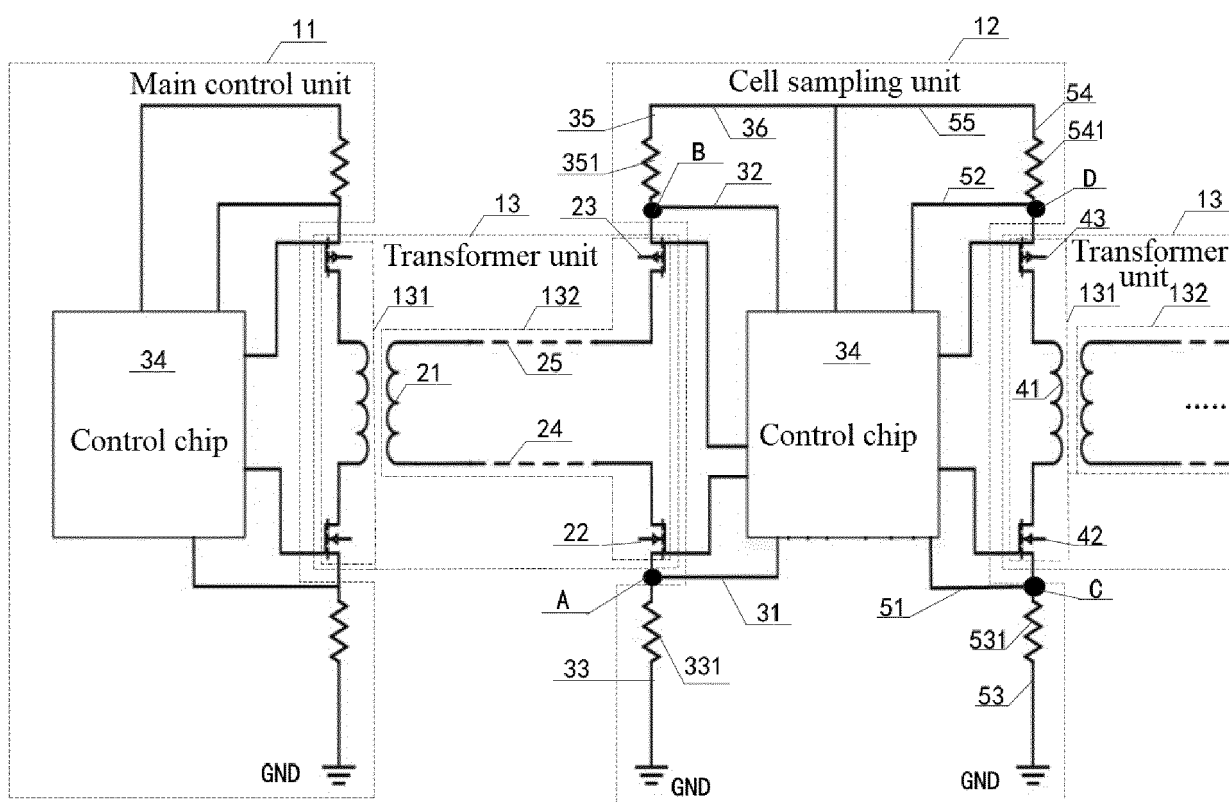 11
12
Main control unit
Cell sampling unit
54
35
36
55
351
541
B
32
52
D
13
23
43
13
Transformer unit
Transformer
unit
131
132
131
132
34
25
34
21
41
......
Control chip
24
Control chip
22
42
A
31
51
C
531
33
331
53
GND
GND
GND